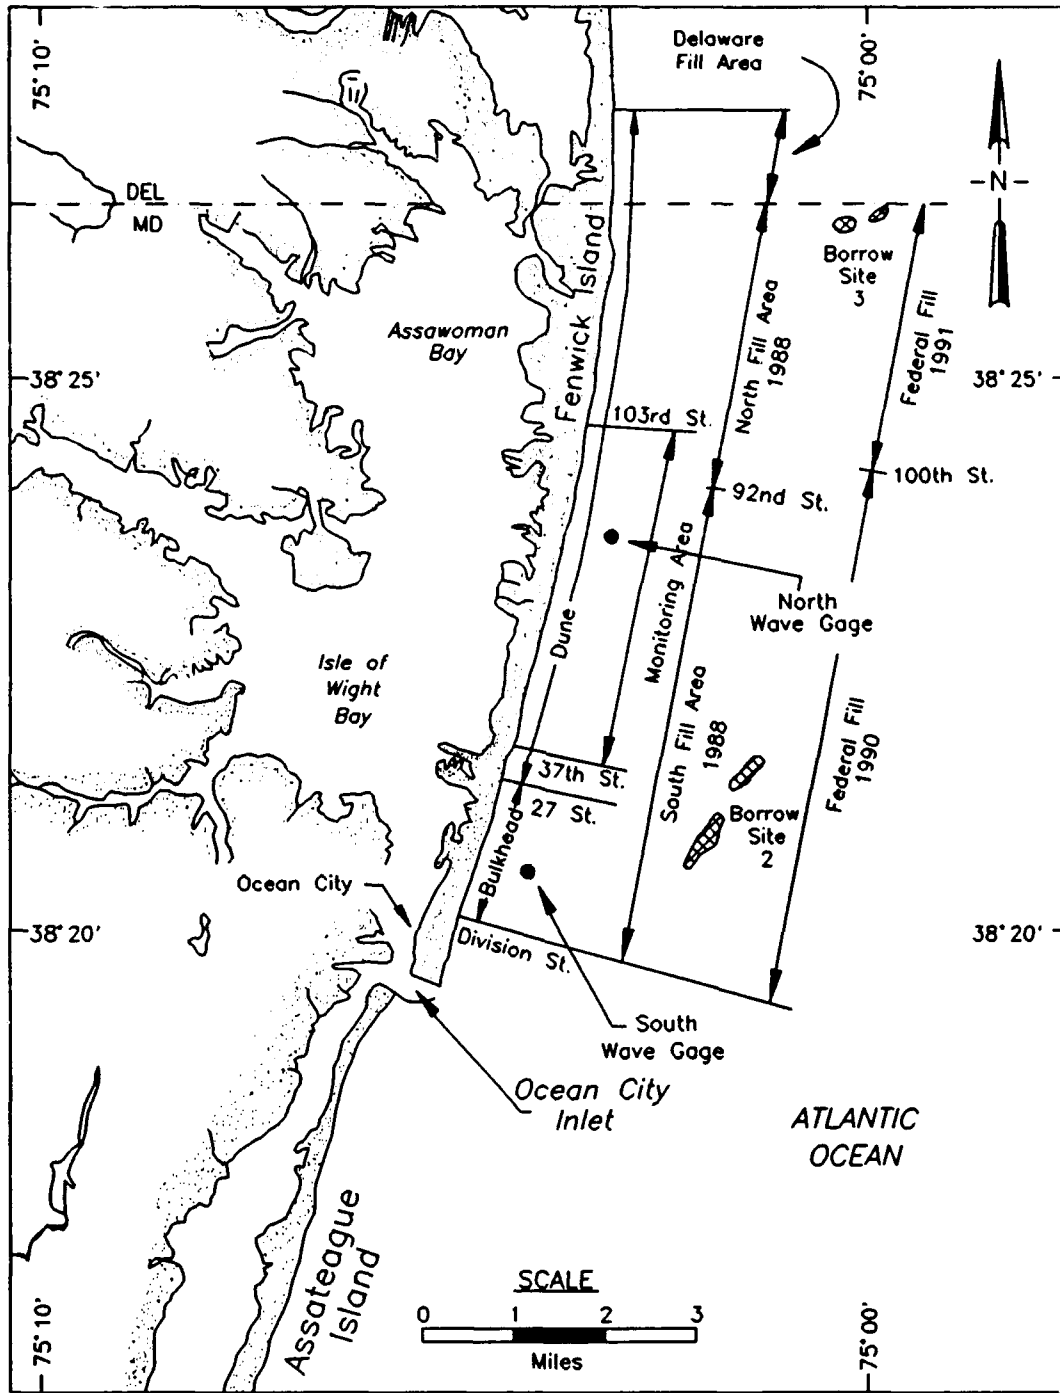 75°10'
Delaware
Fill Area
75°00'
DEL
MD
N
Borrow
Site
3
Fenwick Island
Assawoman
Bay
North Fill Area
1988
Federal Fill
1991
38°25'
38°25'
103rd St.
92nd St.
100th St.
North
Wave Gage
Monitoring Area
Dune
Isle of
Wight
Bay
South Fill Area
1988
Federal Fill
1990
37th St.
27 St.
Borrow
Site
2
Bulkhead
Ocean City
38°20'
38°20'
Division St.
South
Wave Gage
Ocean City
Inlet
ATLANTIC
OCEAN
Assateague
Island
SCALE
0 1 2 3
Miles
75°10'
75°00'